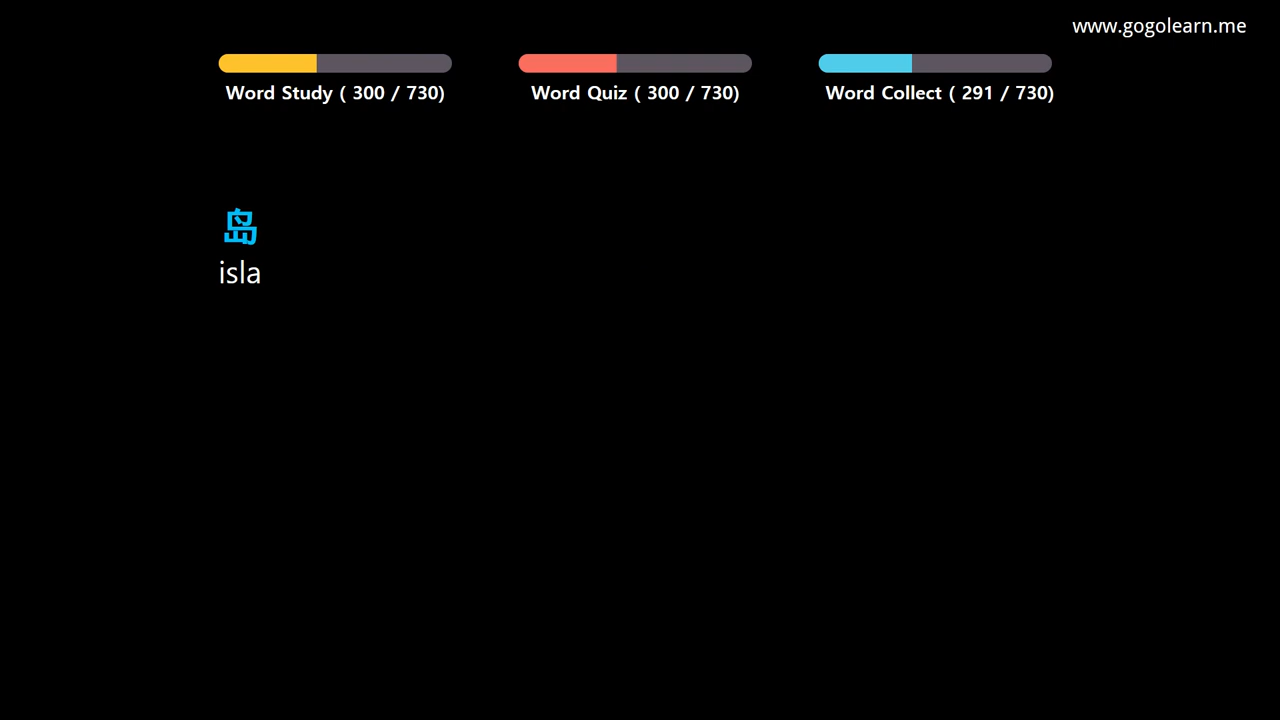 www.gogolearn.me
Word Study ( 300 / 730)
Word Quiz ( 300 / 730)
Word Collect ( 291 / 730)
岛
isla